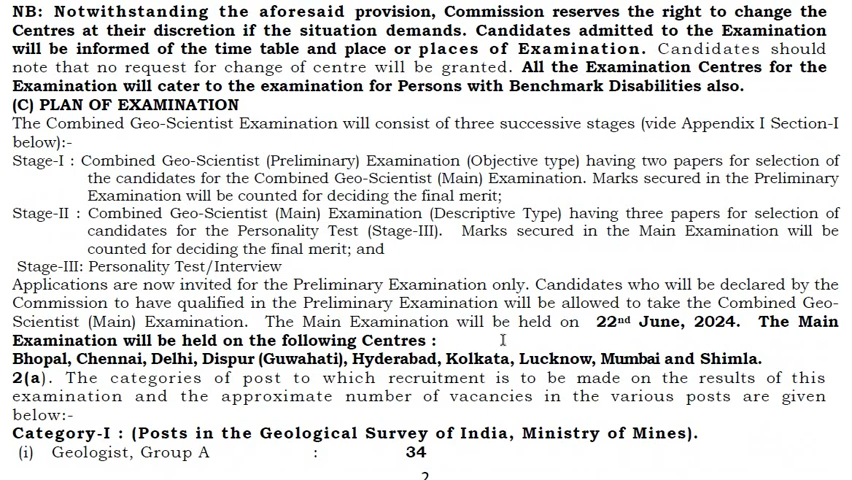 NB: Notwithstanding the aforesaid provision, Commission reserves the right to change the
Centres at their discretion if the situation demands. Candidates admitted to the Examination
will be informed of the time table and place or places of Examination. Candidates should
note that no request for change of centre will be granted. All the Examination Centres for the
Examination will cater to the examination for Persons with Benchmark Disabilities also.
(C) PLAN OF EXAMINATION
The Combined Geo-Scientist Examination will consist of three successive stages (vide Appendix I Section-I
below):-
Stage-I : Combined Geo-Scientist (Preliminary) Examination (Objective type) having two papers for selection of
the candidates for the Combined Geo-Scientist (Main) Examination. Marks secured in the Preliminary
Examination will be counted for deciding the final merit;
Stage-II : Combined Geo-Scientist (Main) Examination (Descriptive Type) having three papers for selection of
candidates for the Personality Test (Stage-III). Marks secured in the Main Examination will be
counted for deciding the final merit; and
Stage-III: Personality Test/Interview
Applications are now invited for the Preliminary Examination only. Candidates who will be declared by the
Commission to have qualified in the Preliminary Examination will be allowed to take the Combined Geo-
Scientist (Main) Examination. The Main Examination will be held on 22nd June, 2024. The Main
Examination will be held on the following Centres :
Bhopal, Chennai, Delhi, Dispur (Guwahati), Hyderabad, Kolkata, Lucknow, Mumbai and Shimla.
2(a). The categories of post to which recruitment is to be made on the results of this
examination and the approximate number of vacancies in the various posts are given
below:-
Category-I : (Posts in the Geological Survey of India, Ministry of Mines).
(i) Geologist, Group A : 34
2